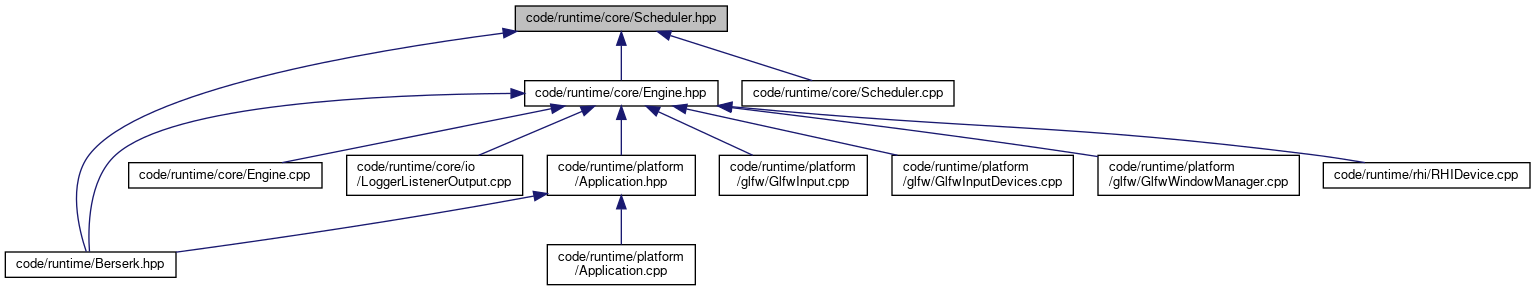 code/runtime/core/Scheduler.hpp
code/runtime/core/Engine.hpp
code/runtime/core/Scheduler.cpp
code/runtime/core/Engine.cpp
code/runtime/core/io
/LoggerListenerOutput.cpp
code/runtime/platform
/Application.hpp
code/runtime/platform
/glfw/GlfwInput.cpp
code/runtime/platform
/glfw/GlfwInputDevices.cpp
code/runtime/platform
/glfw/GlfwWindowManager.cpp
code/runtime/rhi/RHIDevice.cpp
code/runtime/Berserk.hpp
code/runtime/platform
/Application.cpp